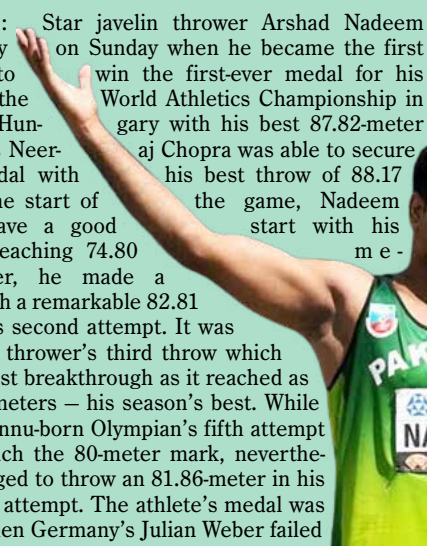 : Star javelin thrower Arshad Nadeem
y on Sunday when he became the first
to win the first-ever medal for his
the World Athletics Championship in
Hun- gary with his best 87.82-meter
Neer- aj Chopra was able to secure
dal with his best throw of 88.17
e start of the game, Nadeem
ave a good start with his
eaching 74.80 me-
er, he made a
h a remarkable 82.81
s second attempt. It was
thrower's third throw which
st breakthrough as it reached as
meters — his season's best. While
nnu-born Olympian's fifth attempt
ch the 80-meter mark, neverthe-
ged to throw an 81.86-meter in his
attempt. The athlete's medal was
en Germany's Julian Weber failed
PAK
NA